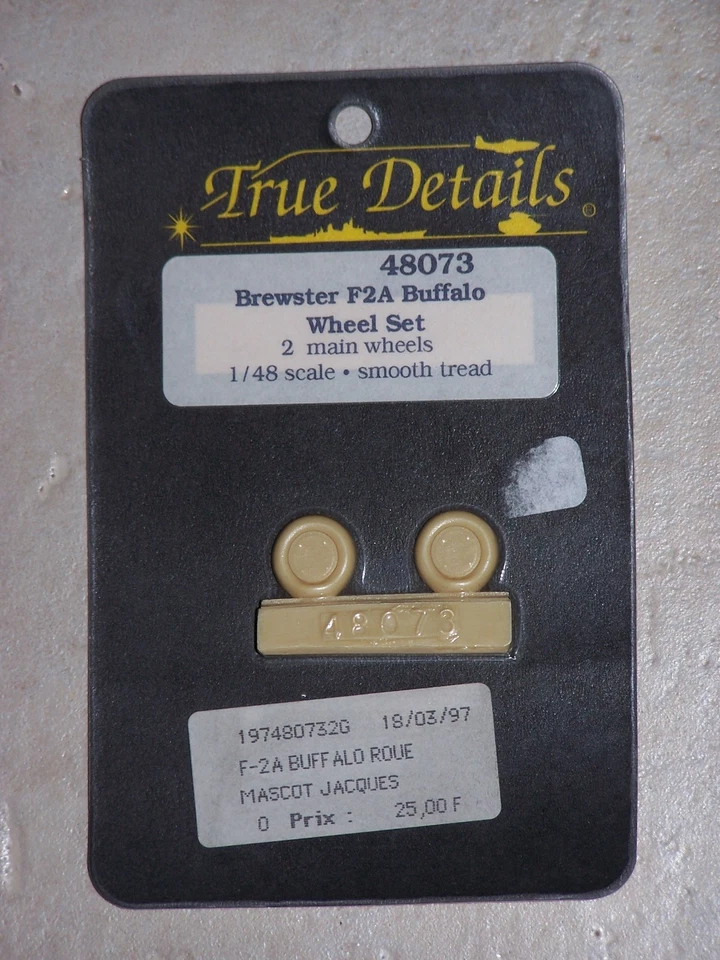 True Details ©
48073
Brewster F2A Buffalo
Wheel Set
2 main wheels
1/48 scale • smooth tread
48073
197480732G 18/03/97
F-2A BUFFALO ROUE
MASCOT JACQUES
0 Prix : 25,00 F